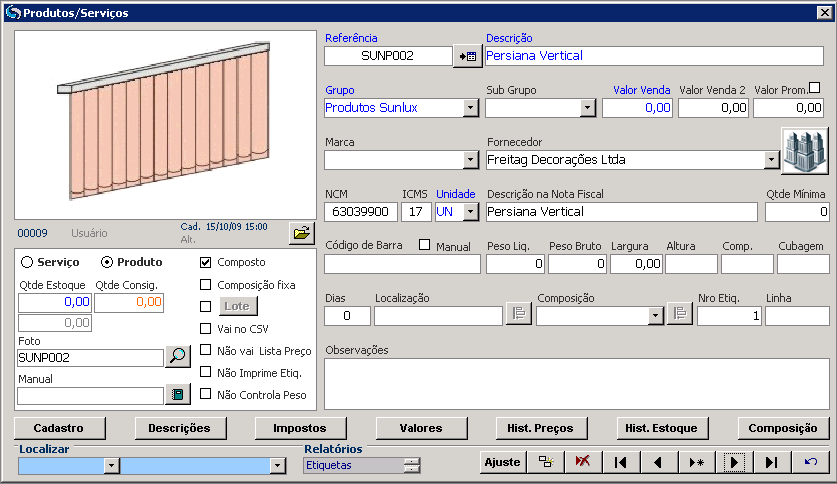 Produtos/Serviços
Referência
Descrição
SUNP002
Persiana Vertical
Grupo
Sub Grupo
Valor Venda
Valor Venda 2
Valor Prom.
Produtos Sunlux
0,00
0,00
0,00
Marca
Fornecedor
Freitag Decorações Ltda
NCM
ICMS
Unidade
Descrição na Nota Fiscal
Qtde Mínima
63039900
17
UN
Persiana Vertical
0
00009
Usuário
Cad. 15/10/09 15:00
Alt.
Código de Barra
Manual
Peso Liq.
Peso Bruto
Largura
Altura
Comp.
Cubagem
0
0
0,00
Serviço
Produto
Composto
Qtde Estoque
Qtde Consig.
Composição fixa
0,00
0,00
Lote
0,00
Vai no CSV
Foto
Não vai Lista Preço
SUNP002
Não Imprime Etiq.
Manual
Não Controla Peso
Dias
Localização
Composição
Nro Etiq.
Linha
0
1
Observações
Cadastro
Descrições
Impostos
Valores
Hist. Preços
Hist. Estoque
Composição
Localizar
Relatórios
Etiquetas
Ajuste